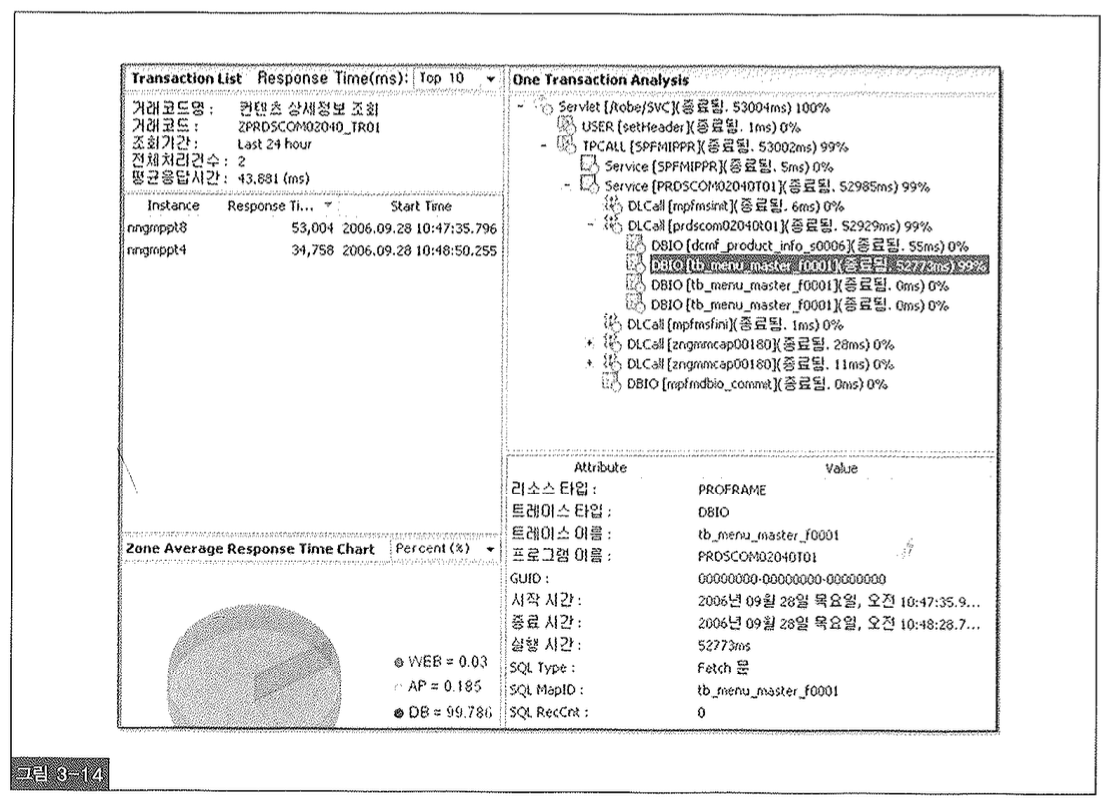 Transaction List Response Time(ms): Top 10
거래코드명 : 컨텐츠 상세정보 조회
거래코드 : ZPRDSCOM02040_TR01
조회기간 : Last 24 hour
전체처리건수 : 2
평균응답시간 : 43,881 (ms)
Instance Response Ti... Start Time
nngmppt8 53,004 2006.09.28 10:47:35.796
nngmppt4 34,758 2006.09.28 10:48:50.255
Zone Average Response Time Chart Percent (%)
WEB = 0.03
AP = 0.185
DB = 99.786
One Transaction Analysis
Servlet [/tobe/SVC](종료됨. 53004ms) 100%
USER [setHeader](종료됨. 1ms) 0%
TPCALL [SPFMIPPR](종료됨. 53002ms) 99%
Service [SPFMIPPR](종료됨. 5ms) 0%
Service [PRDSCOM02040T01](종료됨. 52985ms) 99%
DLCall [mpfmsinit](종료됨. 6ms) 0%
DLCall [prdscom02040t01](종료됨. 52929ms) 99%
DBIO [dcmf_product_info_s0006](종료됨. 55ms) 0%
DBIO [tb_menu_master_f0001](종료됨. 52773ms) 99%
DBIO [tb_menu_master_f0001](종료됨. 0ms) 0%
DBIO [tb_menu_master_f0001](종료됨. 0ms) 0%
DLCall [mpfmsfini](종료됨. 1ms) 0%
DLCall [zngmmcap00180](종료됨. 28ms) 0%
DLCall [zngmmcap00180](종료됨. 11ms) 0%
DBIO [mpfmdbio_commit](종료됨. 0ms) 0%
Attribute Value
리소스 타입 : PROFRAME
트레이스 타입 : DBIO
트레이스 이름 : tb_menu_master_f0001
프로그램 이름 : PRDSCOM02040T01
GUID : 00000000-00000000-00000000
시작 시간 : 2006년 09월 28일 목요일, 오전 10:47:35.9...
종료 시간 : 2006년 09월 28일 목요일, 오전 10:48:28.7...
실행 시간 : 52773ms
SQL Type : Fetch 문
SQL MapID : tb_menu_master_f0001
SQL RecCnt : 0
그림 3-14